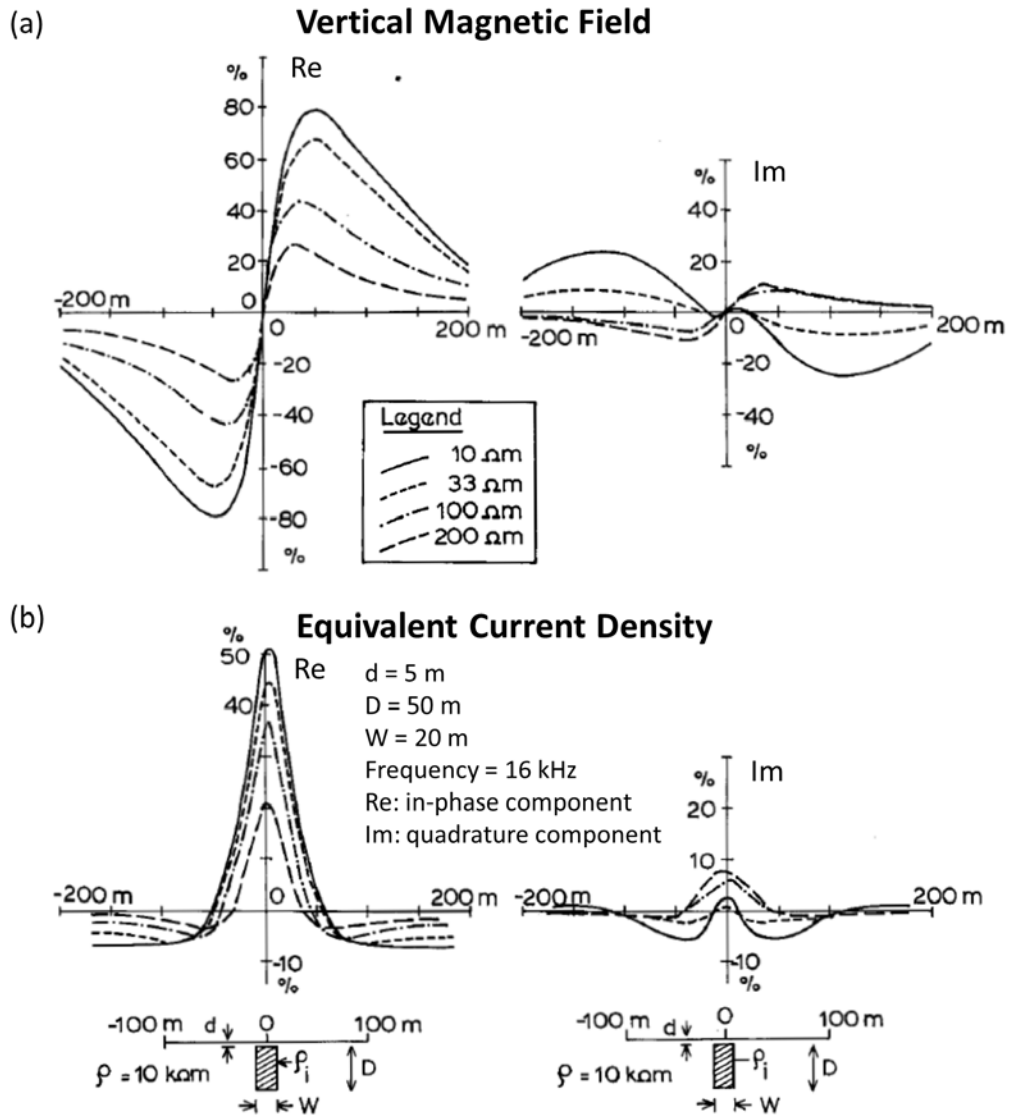 (a)
Vertical Magnetic Field
%
Re
80
60
40
20
0
-200 m
0
200 m
-20
-40
-60
-80
%
%
Im
40
20
-200 m
0
200 m
-20
-40
%
Legend
10 Ωm
33 Ωm
100 Ωm
200 Ωm
(b)
Equivalent Current Density
%
50
Re
40
d = 5 m
D = 50 m
W = 20 m
Frequency = 16 kHz
Re: in-phase component
Im: quadrature component
-200 m
0
200 m
-10
%
%
Im
20
10
-200 m
0
200 m
-10
%
-100 m
d
0
100 m
ρ = 10 kΩm
ρi
D
W
-100 m
d
0
100 m
ρ = 10 kΩm
ρi
D
W